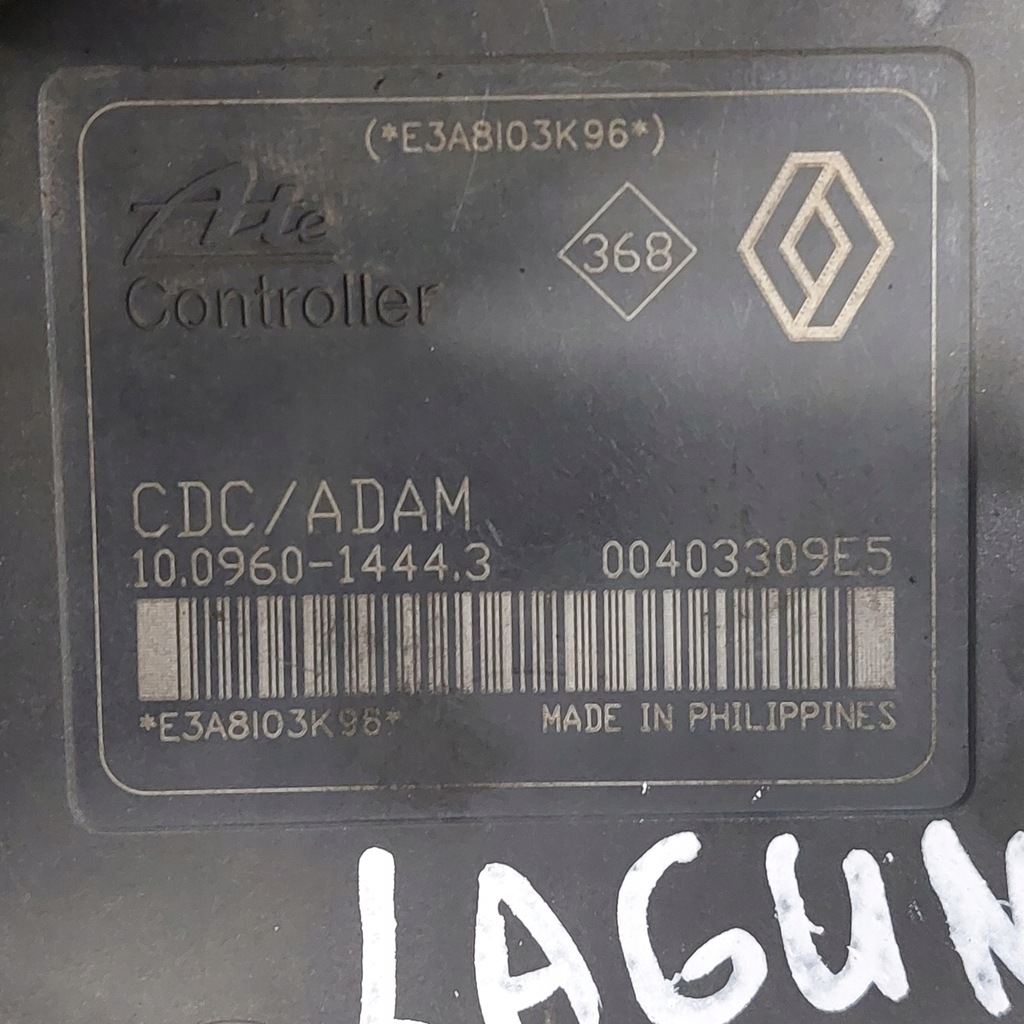 (*E3A8I03K96*)
Ate
Controller
368
CDC/ADAM
10.0960-1444.3 00403309E5
*E3A8I03K96*
MADE IN PHILIPPINES
LAGUN